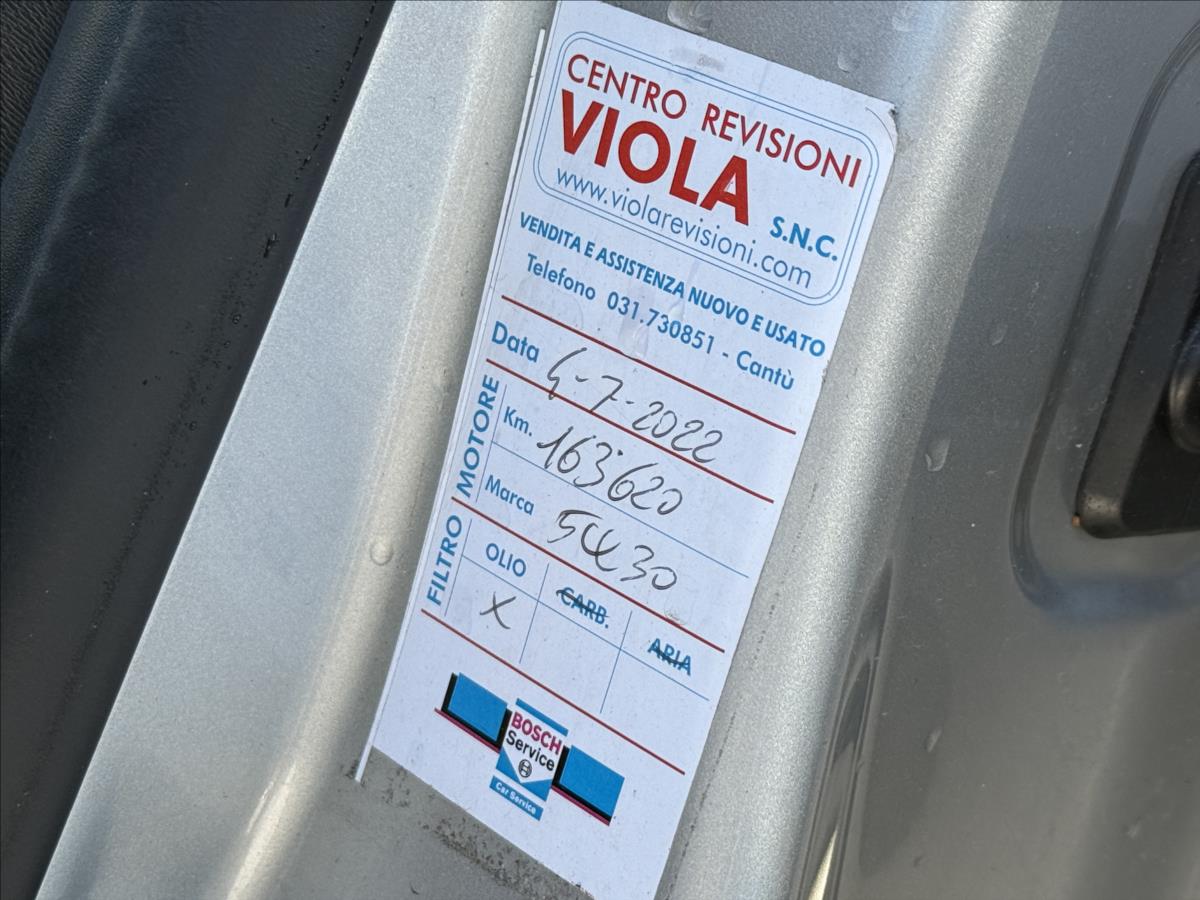 CENTRO REVISIONI
VIOLA S.N.C.
www.violarevisioni.com
VENDITA E ASSISTENZA NUOVO E USATO
Telefono 031.730851 - Cantù
Data 4-7-2022
MOTORE
Km. 163620
Marca 5W30
FILTRO
OLIO CARB. ARIA
X
BOSCH
Service
Car Service